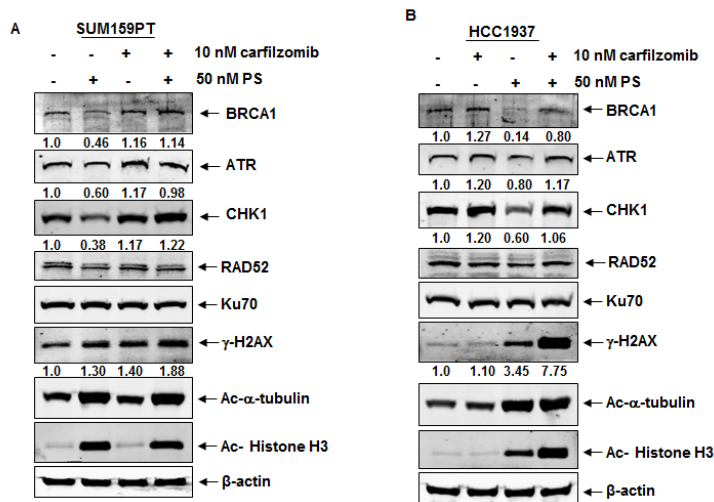 A
SUM159PT
- - + + 10 nM carfilzomib
- + - + 50 nM PS
BRCA1
1.0 0.46 1.16 1.14
ATR
1.0 0.60 1.17 0.98
CHK1
1.0 0.38 1.17 1.22
RAD52
Ku70
γ-H2AX
1.0 1.30 1.40 1.88
Ac-α-tubulin
Ac- Histone H3
β-actin
B
HCC1937
- + - + 10 nM carfilzomib
- - + + 50 nM PS
BRCA1
1.0 1.27 0.14 0.80
ATR
1.0 1.20 0.80 1.17
CHK1
1.0 1.20 0.60 1.06
RAD52
Ku70
γ-H2AX
1.0 1.10 3.45 7.75
Ac-α-tubulin
Ac- Histone H3
β-actin